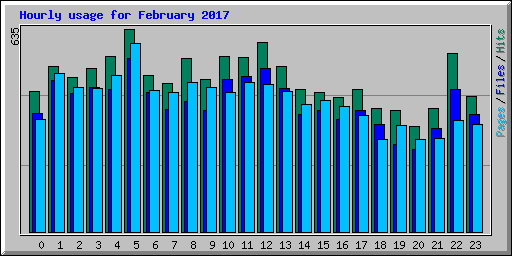 Hourly usage for February 2017
635
Pages / Files / Hits
0 1 2 3 4 5 6 7 8 9 10 11 12 13 14 15 16 17 18 19 20 21 22 23